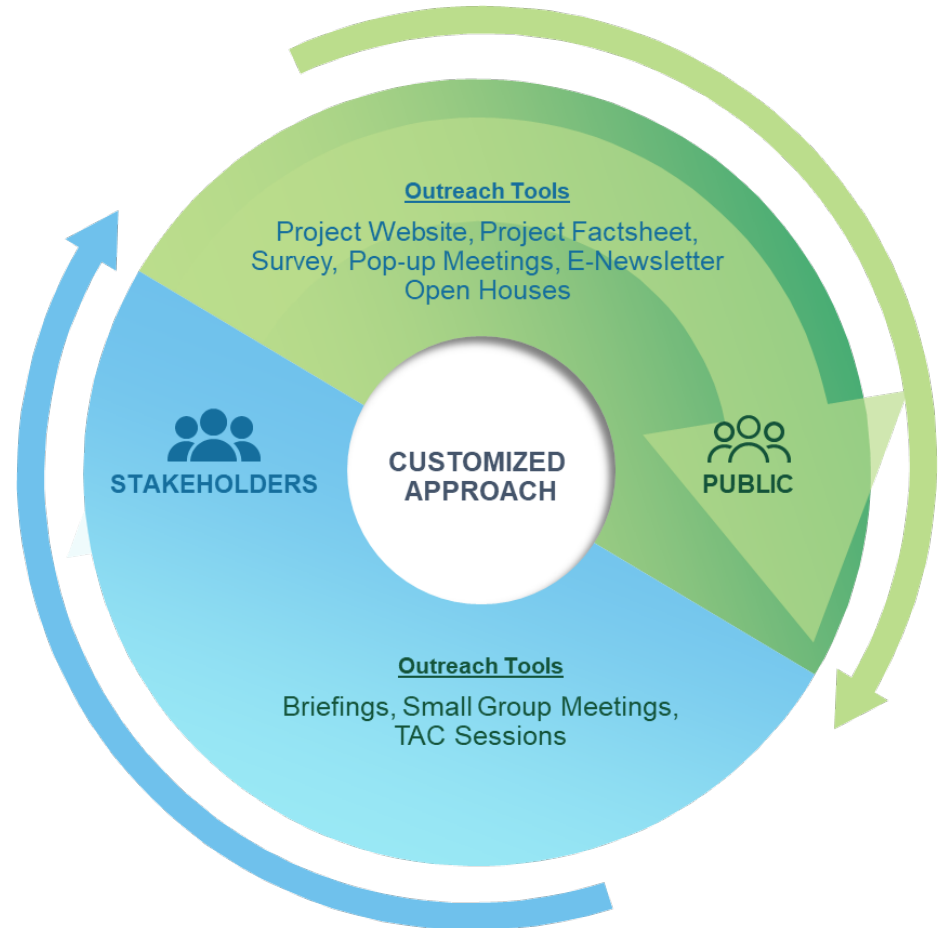 Outreach Tools
Project Website, Project Factsheet,
Survey, Pop-up Meetings, E-Newsletter
Open Houses
STAKEHOLDERS
CUSTOMIZED
APPROACH
PUBLIC
Outreach Tools
Briefings, Small Group Meetings,
TAC Sessions